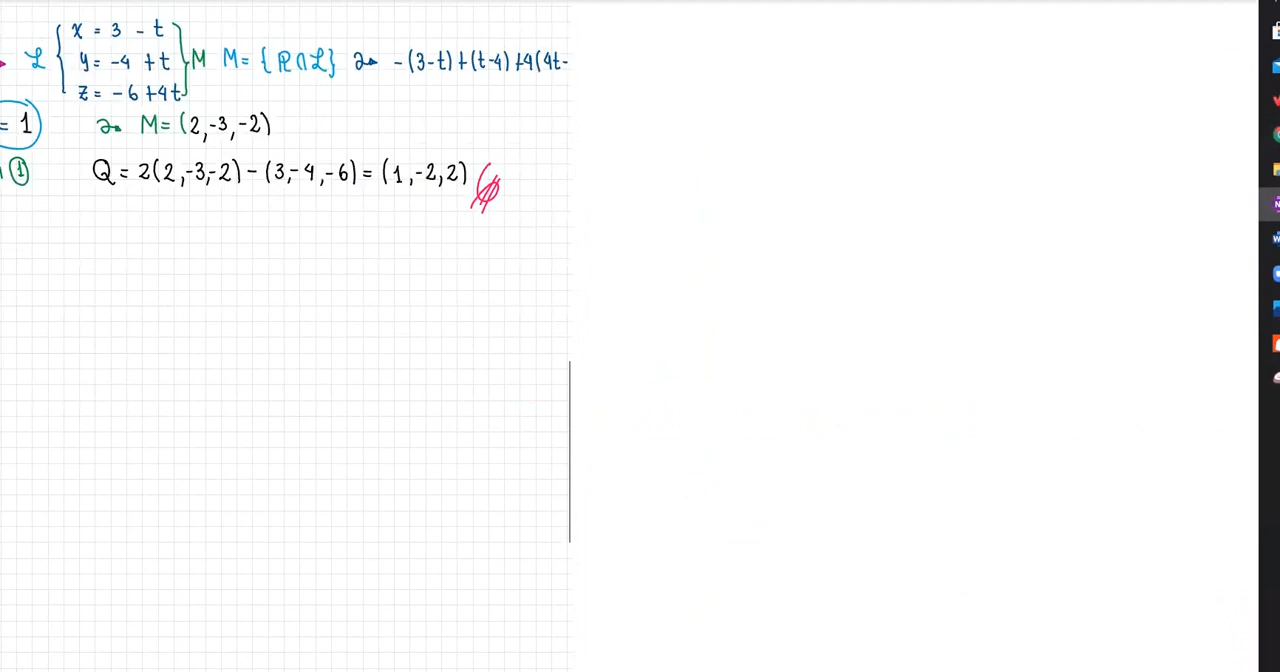 ℒ { x = 3 - t
y = -4 + t } M M = {ℙ ∩ ℒ} -(3-t)+(t-4)+4(4t-
z = -6 + 4t
= 1 M = (2,-3,-2)
① Q = 2(2,-3,-2) - (3,-4,-6) = (1,-2,2)